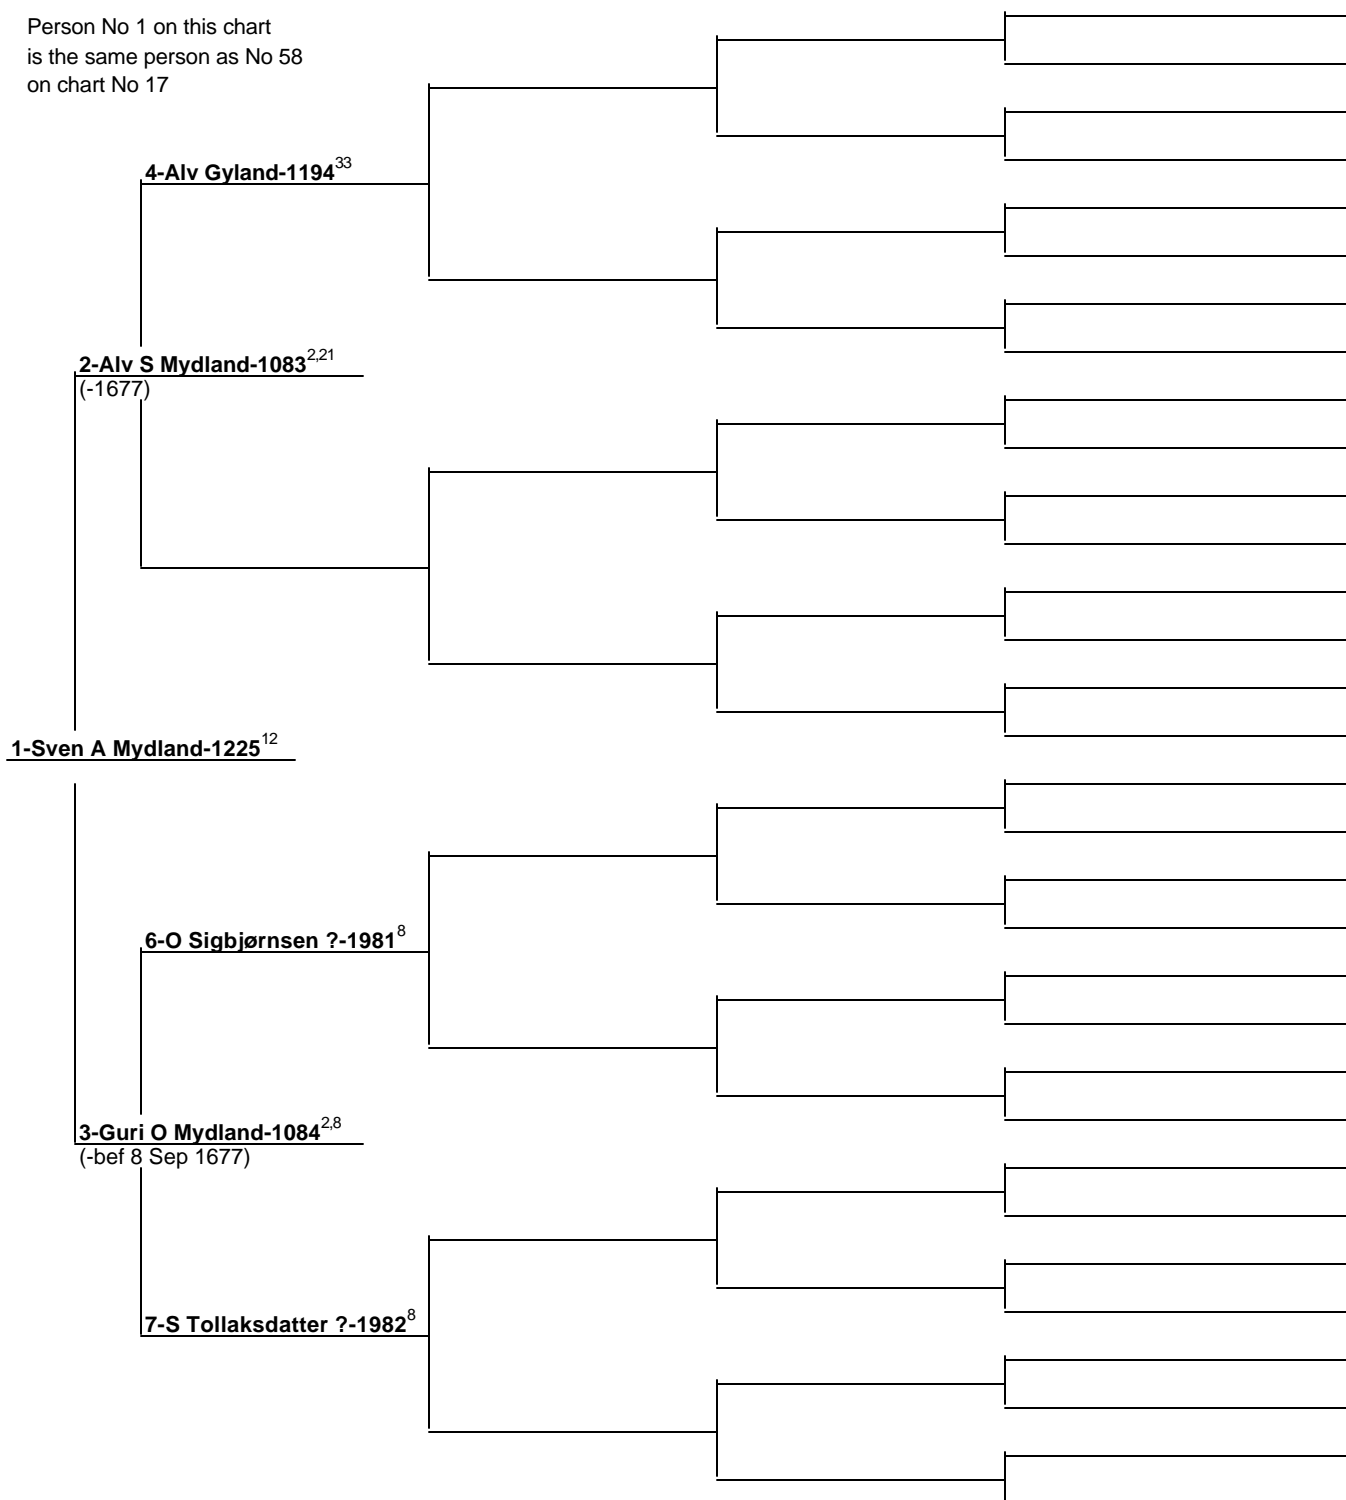 Person No 1 on this chart
is the same person as No 58
on chart No 17
4-Alv Gyland-1194³³
2-Alv S Mydland-1083²,²¹
(-1677)
1-Sven A Mydland-1225¹²
6-O Sigbjørnsen ?-1981⁸
3-Guri O Mydland-1084²,⁸
(-bef 8 Sep 1677)
7-S Tollaksdatter ?-1982⁸